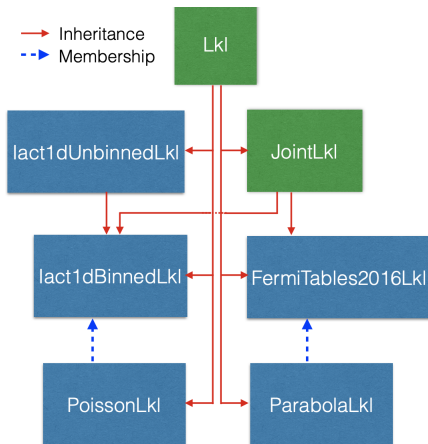 Lkl
Inheritance
Membership
Iact1dUnbinnedLkl
JointLkl
Iact1dBinnedLkl
FermiTables2016Lkl
PoissonLkl
ParabolaLkl